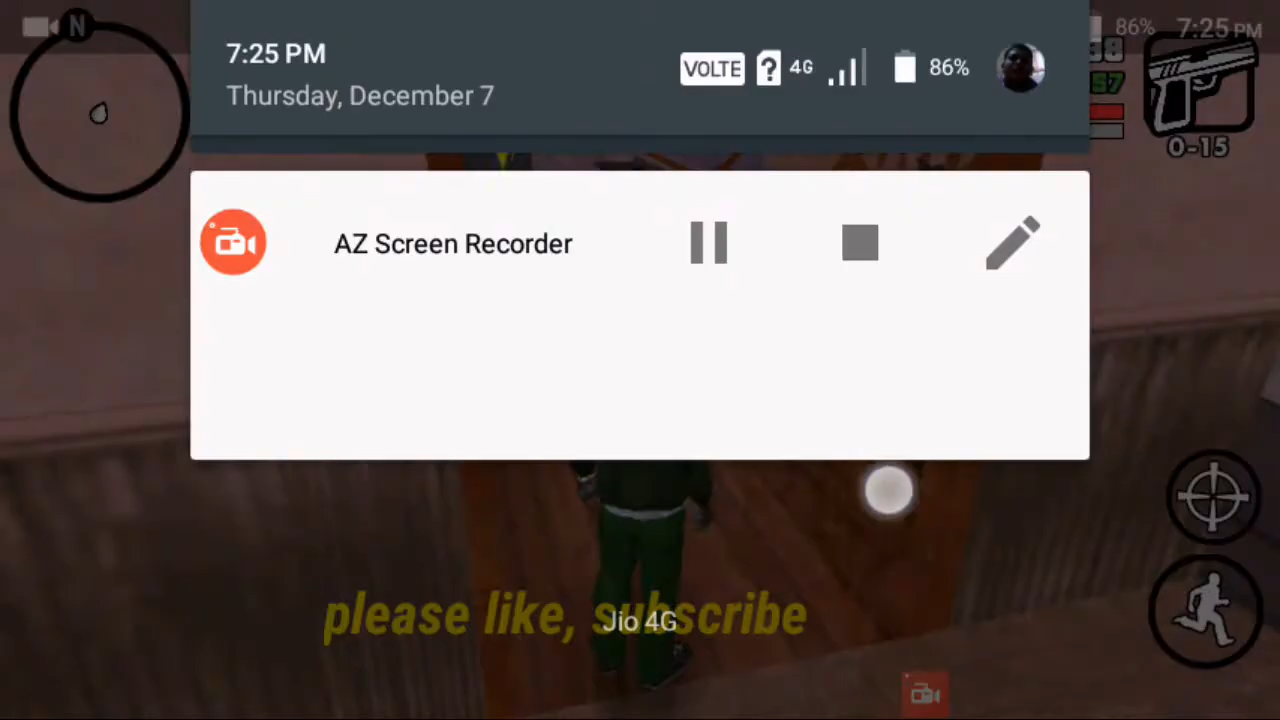 N
86% 7:25 PM
7:25 PM
VOLTE ? 4G 86%
Thursday, December 7
57
0-15
AZ Screen Recorder
please like, subscribe
Jio 4G